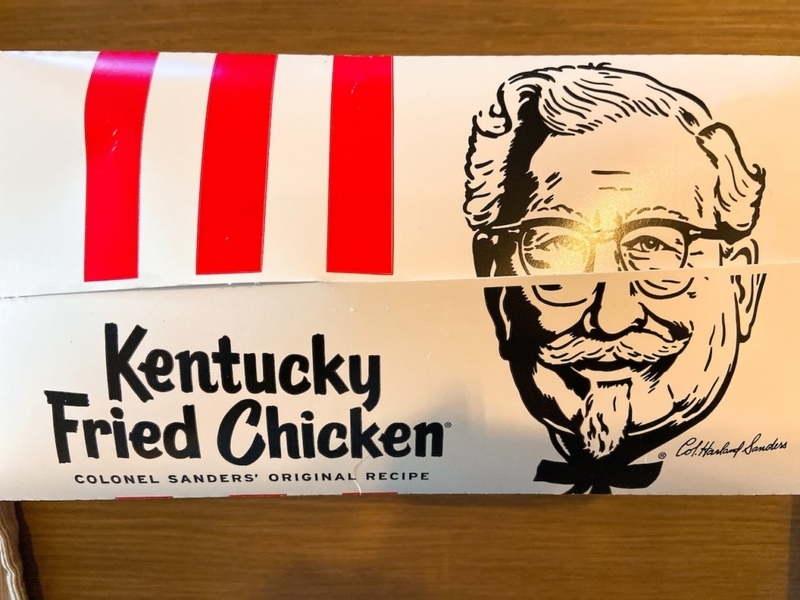 Kentucky
Fried Chicken®
COLONEL SANDERS' ORIGINAL RECIPE
® Col. Harland Sanders